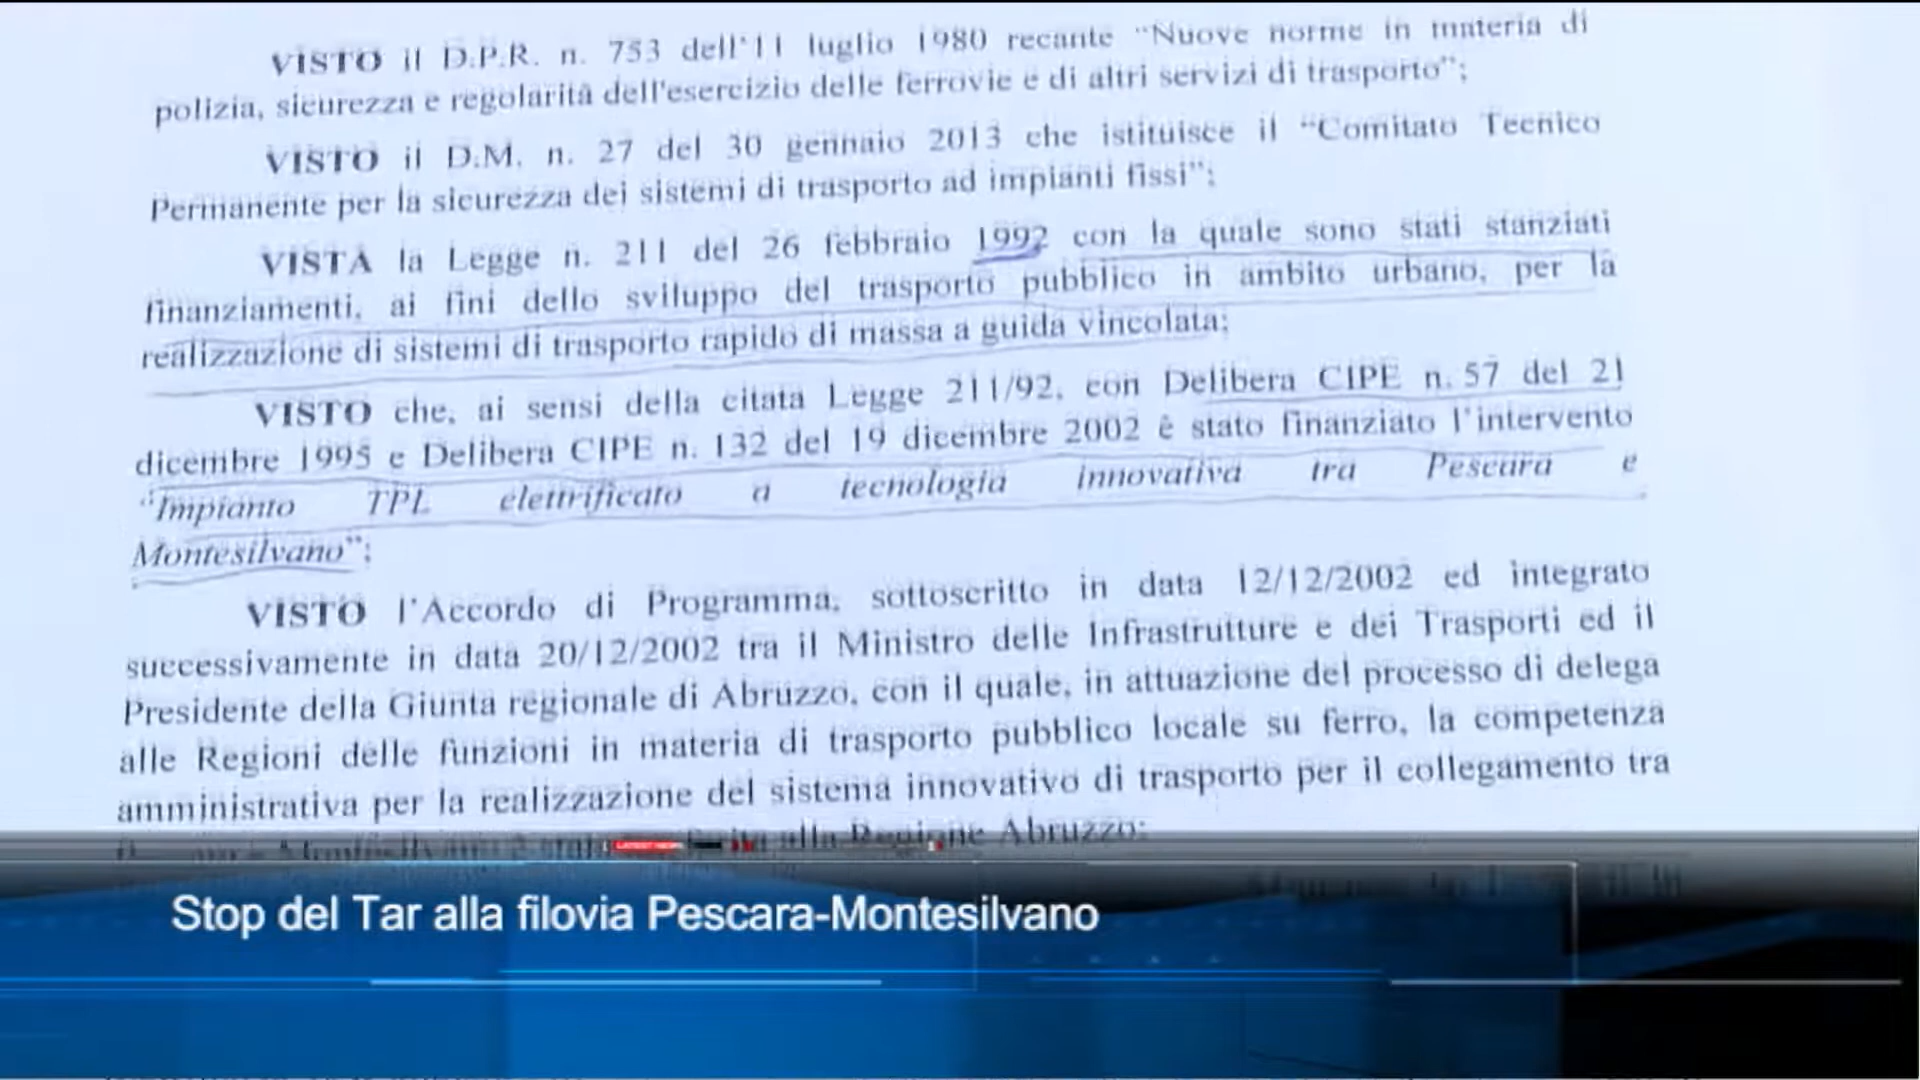 VISTO il D.P.R. n. 753 dell'11 luglio 1980 recante "Nuove norme in materia di
polizia, sicurezza e regolarità dell'esercizio delle ferrovie e di altri servizi di trasporto";
VISTO il D.M. n. 27 del 30 gennaio 2013 che istituisce il "Comitato Tecnico
Permanente per la sicurezza dei sistemi di trasporto ad impianti fissi";
VISTA la Legge n. 211 del 26 febbraio 1992 con la quale sono stati stanziati
finanziamenti, ai fini dello sviluppo del trasporto pubblico in ambito urbano, per la
realizzazione di sistemi di trasporto rapido di massa a guida vincolata;
VISTO che, ai sensi della citata Legge 211/92, con Delibera CIPE n. 57 del 21
dicembre 1995 e Delibera CIPE n. 132 del 19 dicembre 2002 è stato finanziato l'intervento
"Impianto TPL elettrificato a tecnologia innovativa tra Pescara e
Montesilvano";
VISTO l'Accordo di Programma, sottoscritto in data 12/12/2002 ed integrato
successivamente in data 20/12/2002 tra il Ministro delle Infrastrutture e dei Trasporti ed il
Presidente della Giunta regionale di Abruzzo, con il quale, in attuazione del processo di delega
alle Regioni delle funzioni in materia di trasporto pubblico locale su ferro, la competenza
amministrativa per la realizzazione del sistema innovativo di trasporto per il collegamento tra
alla Regione Abruzzo;
LATEST NEWS
Stop del Tar alla filovia Pescara-Montesilvano